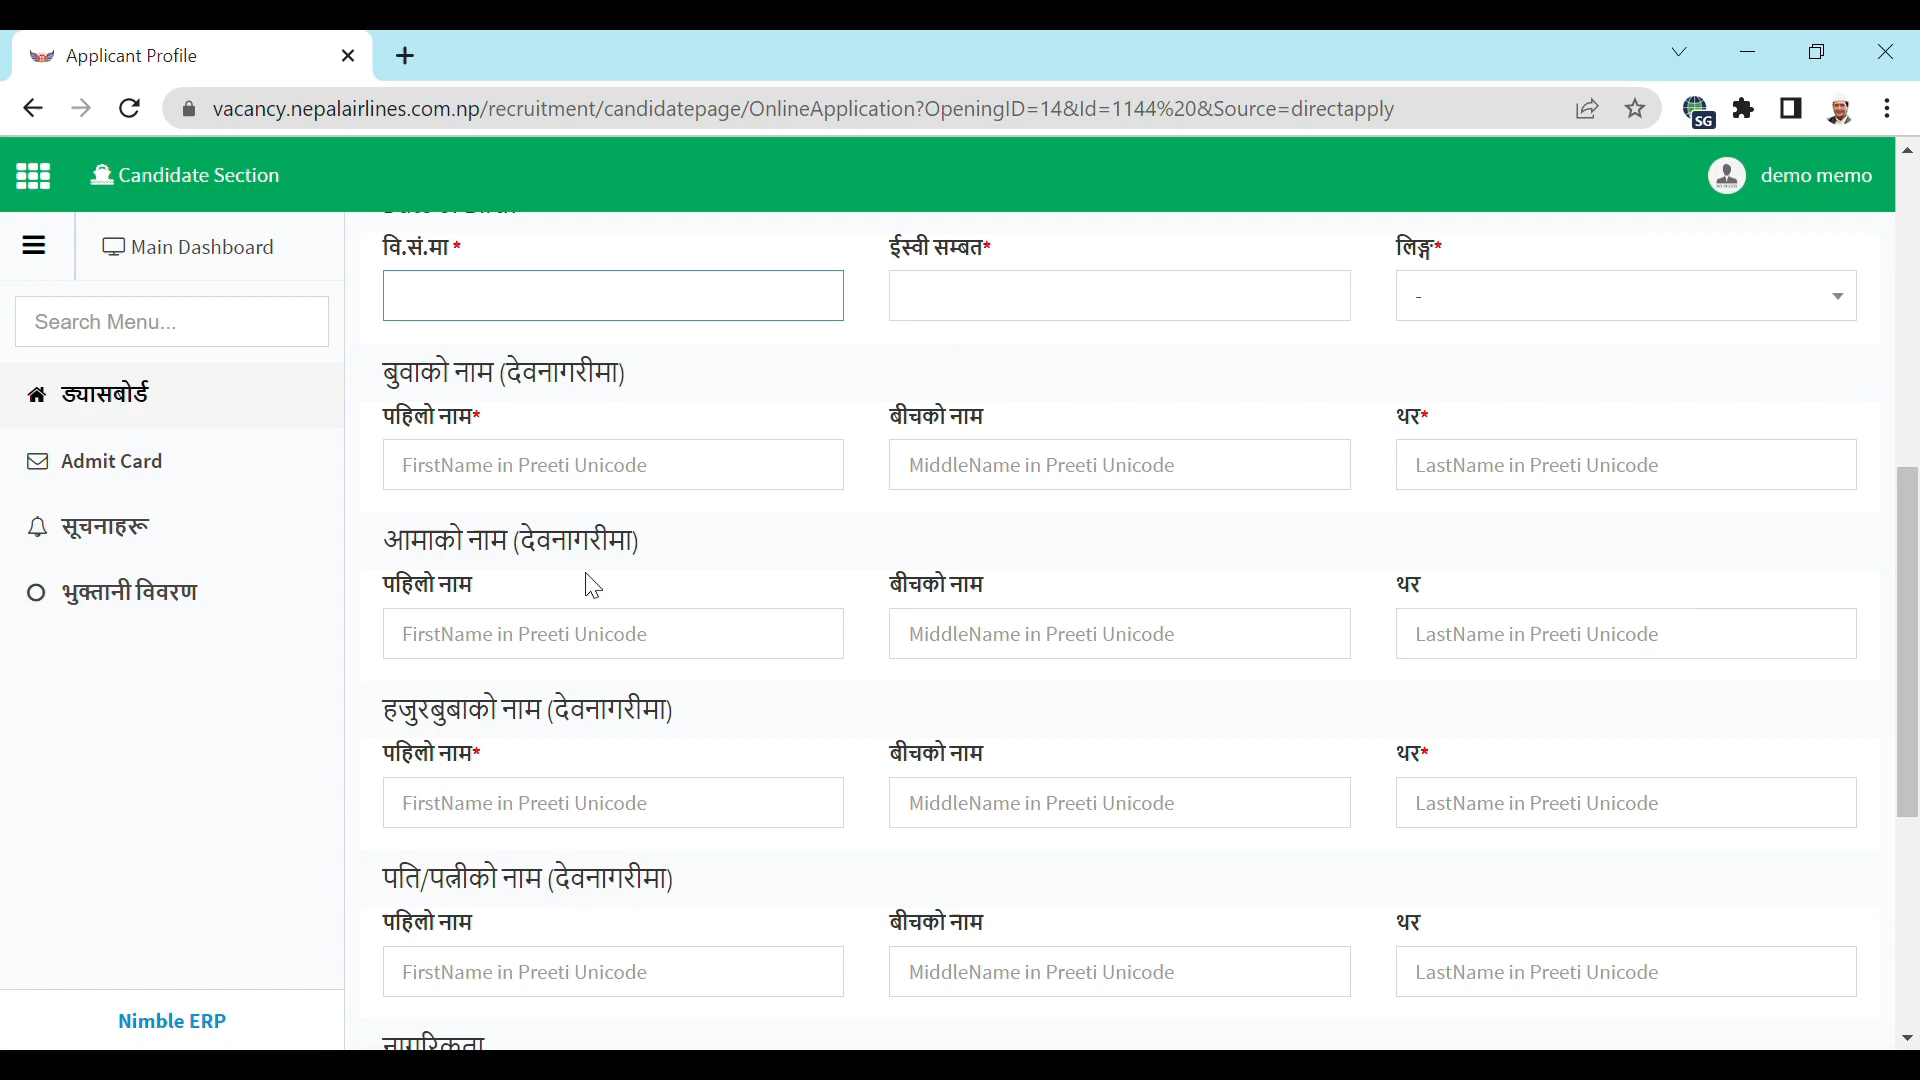 Applicant Profile
vacancy.nepalairlines.com.np/recruitment/candidatepage/OnlineApplication?OpeningID=14&Id=1144%20&Source=directapply
SG
Candidate Section
demo memo
Main Dashboard
Search Menu...
ड्यासबोर्ड
Admit Card
सूचनाहरू
भुक्तानी विवरण
Nimble ERP
वि.सं.मा *
ईस्वी सम्बत*
लिङ्ग*
-
बुवाको नाम (देवनागरीमा)
पहिलो नाम*
बीचको नाम
थर*
FirstName in Preeti Unicode
MiddleName in Preeti Unicode
LastName in Preeti Unicode
आमाको नाम (देवनागरीमा)
पहिलो नाम
बीचको नाम
थर
FirstName in Preeti Unicode
MiddleName in Preeti Unicode
LastName in Preeti Unicode
हजुरबुबाको नाम (देवनागरीमा)
पहिलो नाम*
बीचको नाम
थर*
FirstName in Preeti Unicode
MiddleName in Preeti Unicode
LastName in Preeti Unicode
पति/पत्नीको नाम (देवनागरीमा)
पहिलो नाम
बीचको नाम
थर
FirstName in Preeti Unicode
MiddleName in Preeti Unicode
LastName in Preeti Unicode
नागरिकता